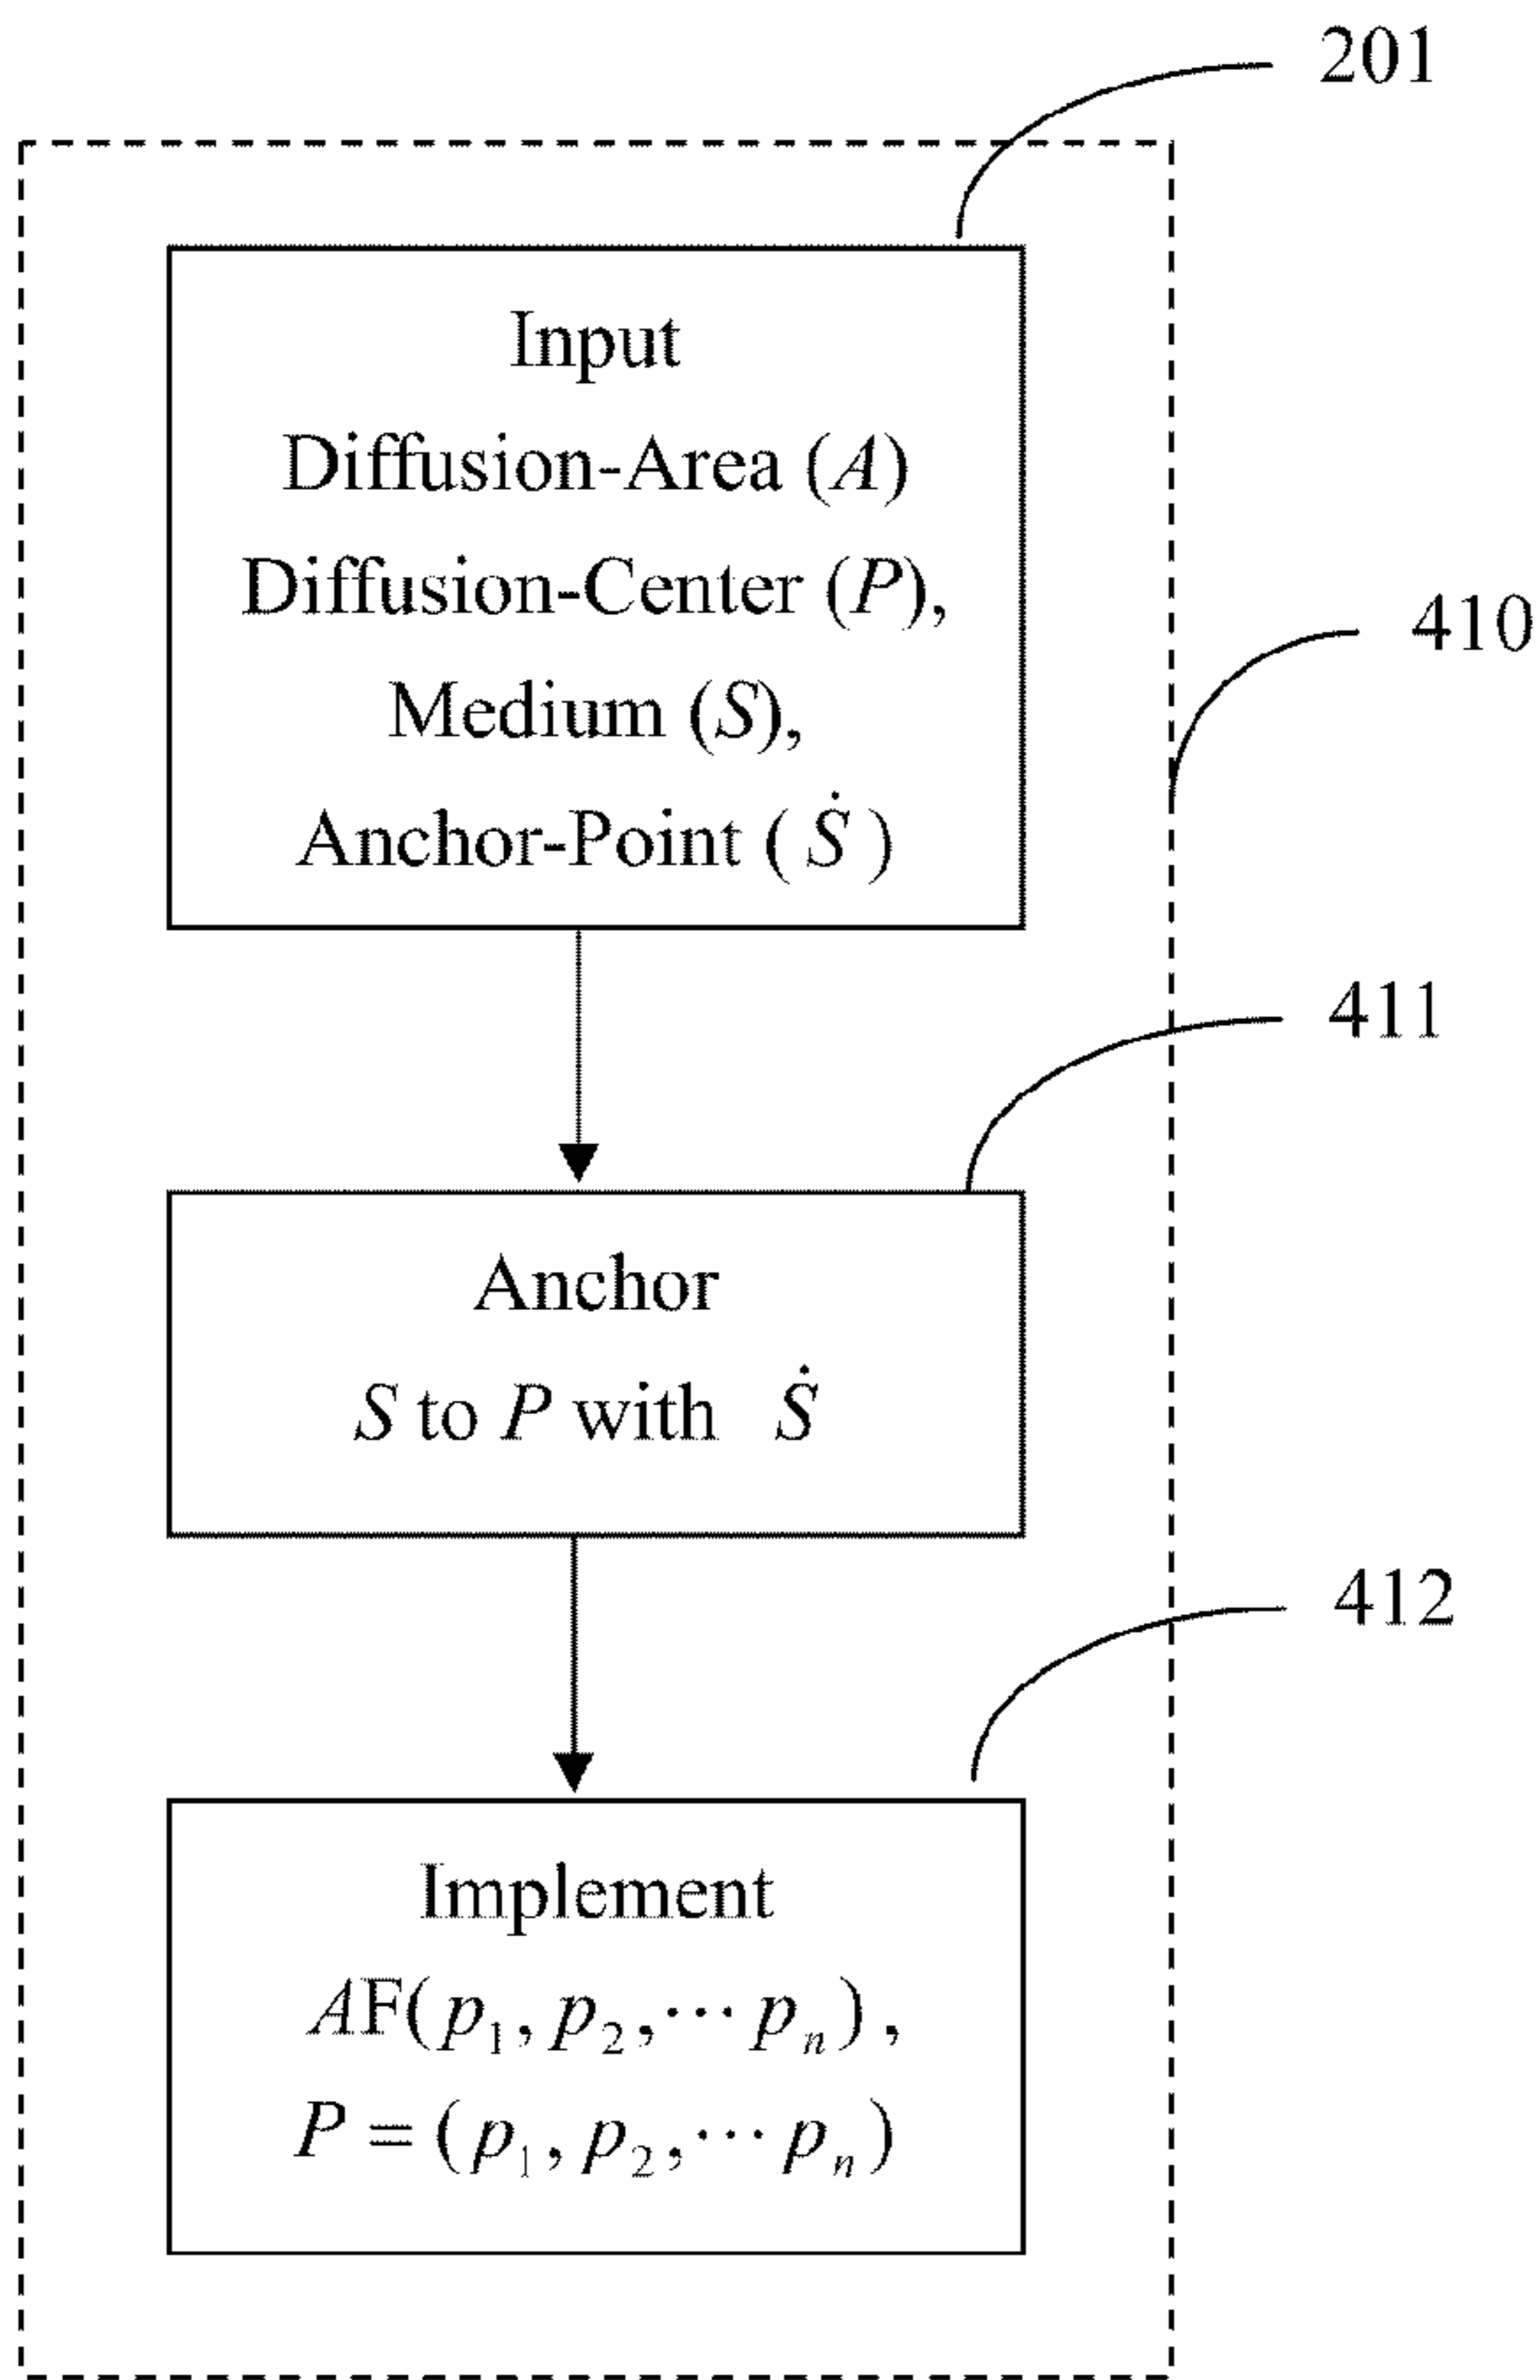 201
Input
Diffusion-Area (A)
Diffusion-Center (P),
Medium (S),
Anchor-Point ( Ṡ )
410
411
Anchor
S to P with Ṡ
412
Implement
AF(p₁, p₂,⋯ pₙ) ,
P = (p₁, p₂,⋯ pₙ)